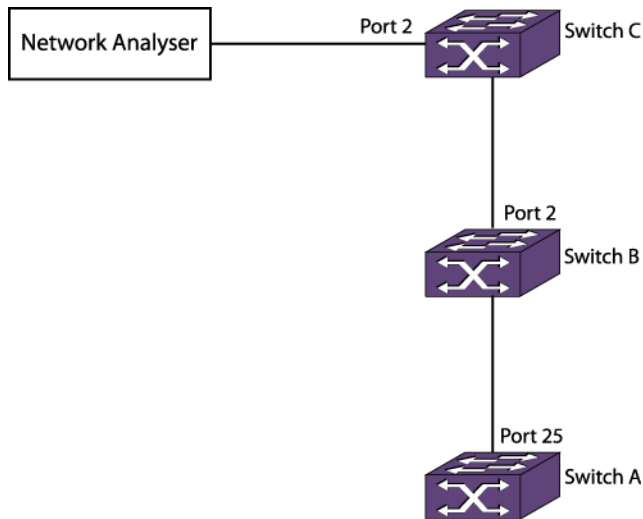 Network Analyser
Port 2
Switch C
Port 2
Switch B
Port 25
Switch A